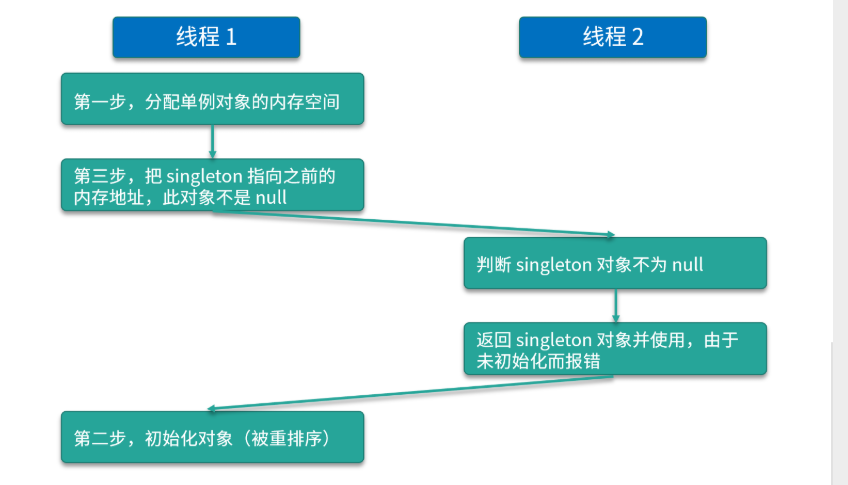 线程 1
线程 2
第一步，分配单例对象的内存空间
第三步，把 singleton 指向之前的
内存地址，此对象不是 null
判断 singleton 对象不为 null
返回 singleton 对象并使用，由于
未初始化而报错
第二步，初始化对象（被重排序）